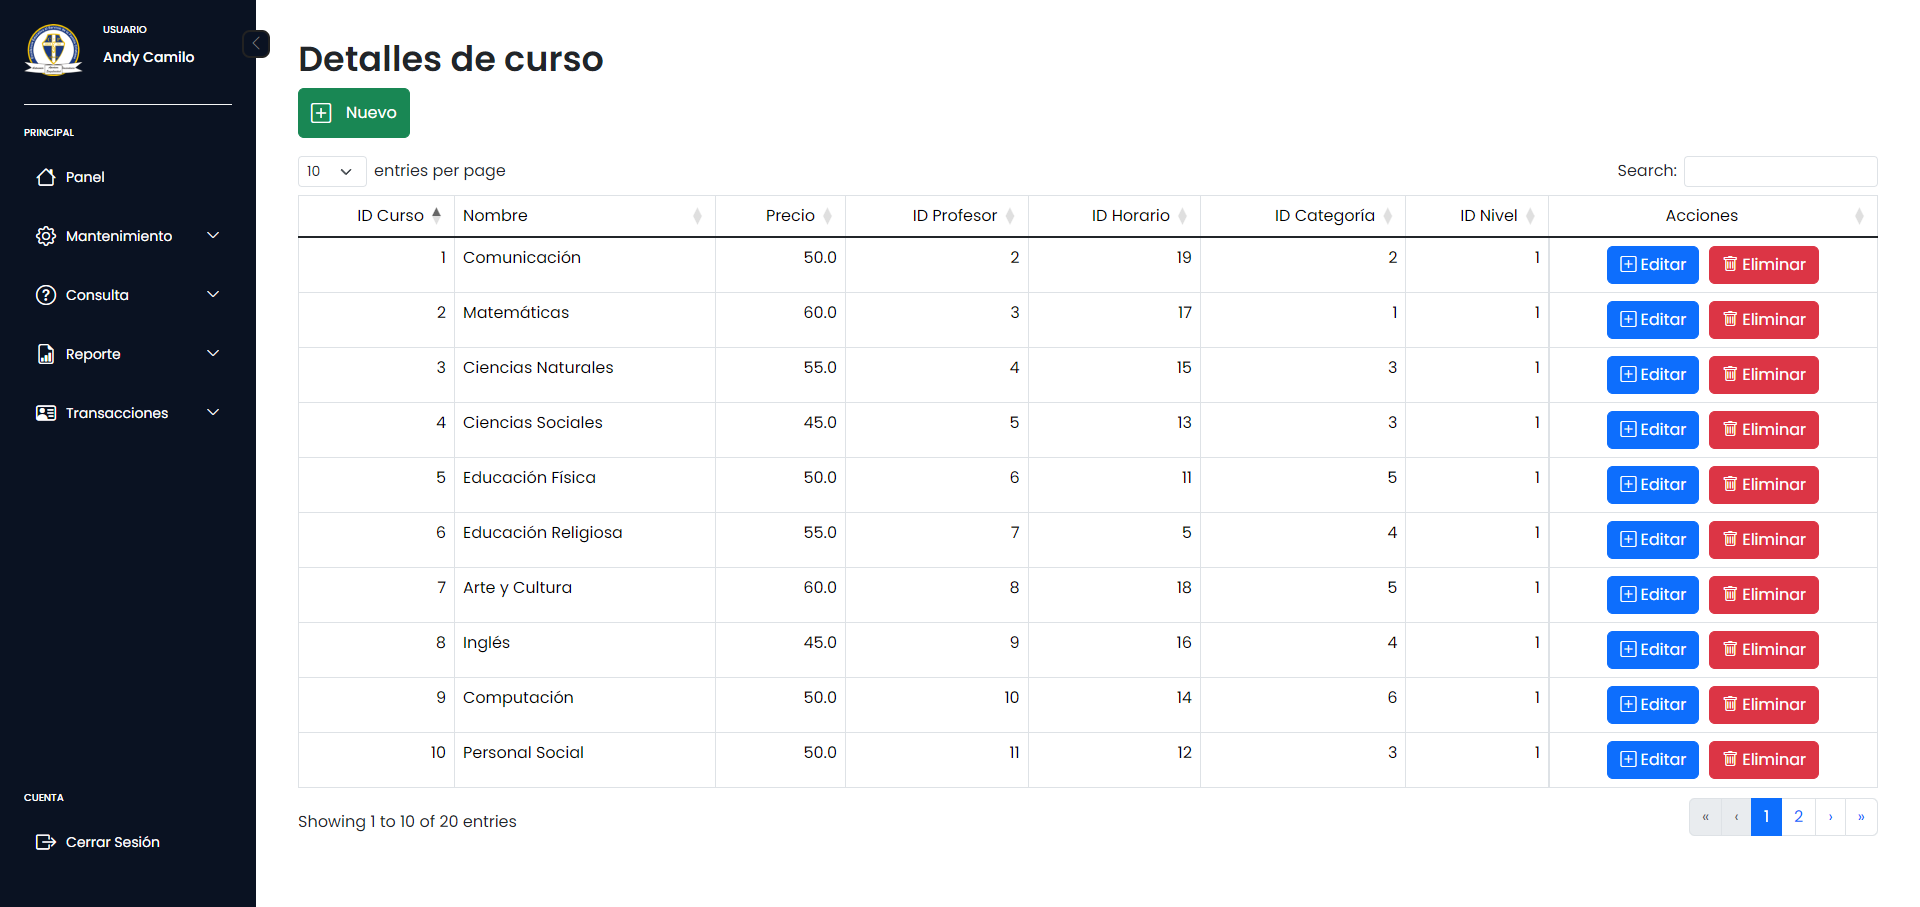 USUARIO
Andy Camilo
PRINCIPAL
Panel
Mantenimiento
Consulta
Reporte
Transacciones
CUENTA
Cerrar Sesión
Detalles de curso
Nuevo
10 entries per page
Search:
ID Curso Nombre Precio ID Profesor ID Horario ID Categoría ID Nivel Acciones
1 Comunicación 50.0 2 19 2 1 Editar Eliminar
2 Matemáticas 60.0 3 17 1 1 Editar Eliminar
3 Ciencias Naturales 55.0 4 15 3 1 Editar Eliminar
4 Ciencias Sociales 45.0 5 13 3 1 Editar Eliminar
5 Educación Física 50.0 6 11 5 1 Editar Eliminar
6 Educación Religiosa 55.0 7 5 4 1 Editar Eliminar
7 Arte y Cultura 60.0 8 18 5 1 Editar Eliminar
8 Inglés 45.0 9 16 4 1 Editar Eliminar
9 Computación 50.0 10 14 6 1 Editar Eliminar
10 Personal Social 50.0 11 12 3 1 Editar Eliminar
Showing 1 to 10 of 20 entries
« ‹ 1 2 › »